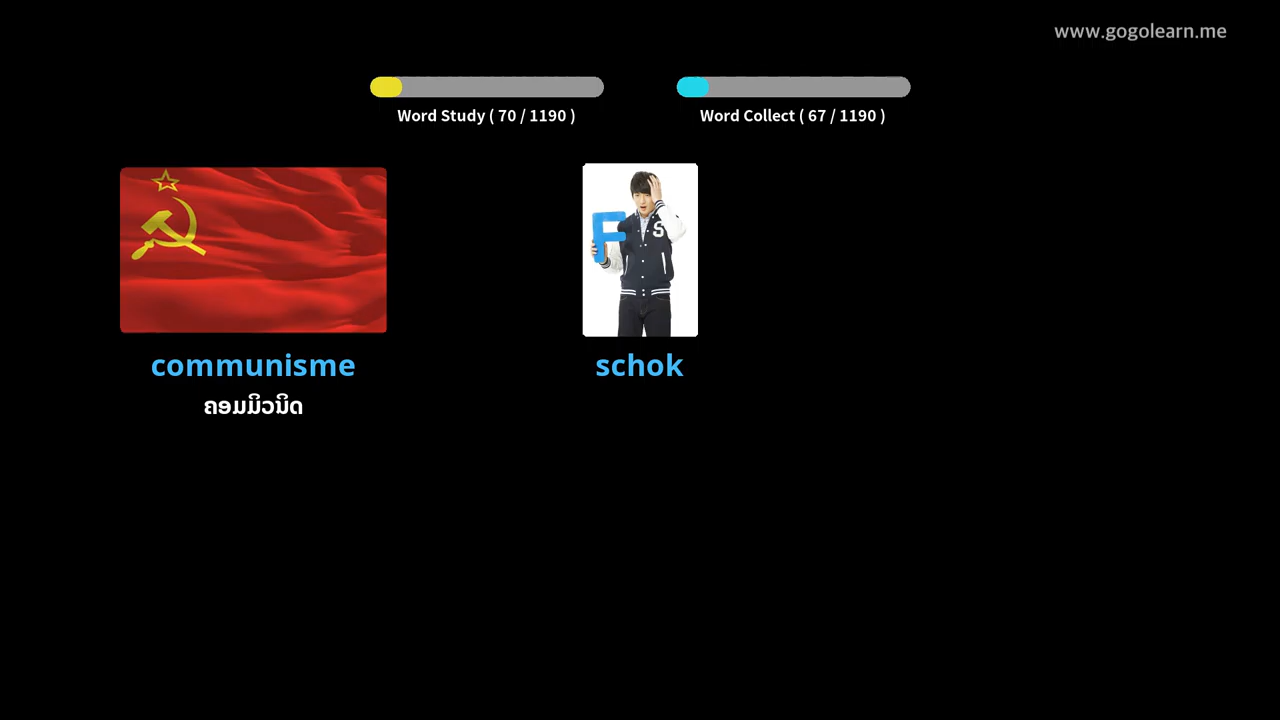 www.gogolearn.me
Word Study ( 70 / 1190 )
Word Collect ( 67 / 1190 )
F
S
communisme
schok
ຄອມມິວນິດ